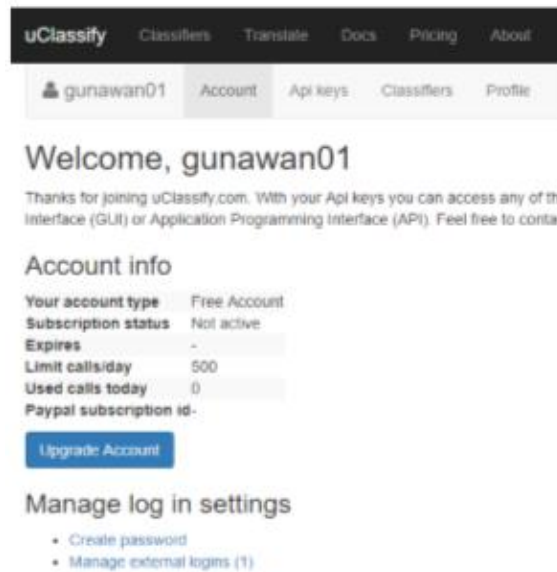 uClassify Classifiers Translate Docs Pricing About
gunawan01 Account Api keys Classifiers Profile
Welcome, gunawan01
Thanks for joining uClassify.com. With your Api keys you can access any of th
Interface (GUI) or Application Programming Interface (API). Feel free to conta
Account info
Your account type Free Account
Subscription status Not active
Expires -
Limit calls/day 500
Used calls today 0
Paypal subscription id-
Upgrade Account
Manage log in settings
Create password
Manage external logins (1)